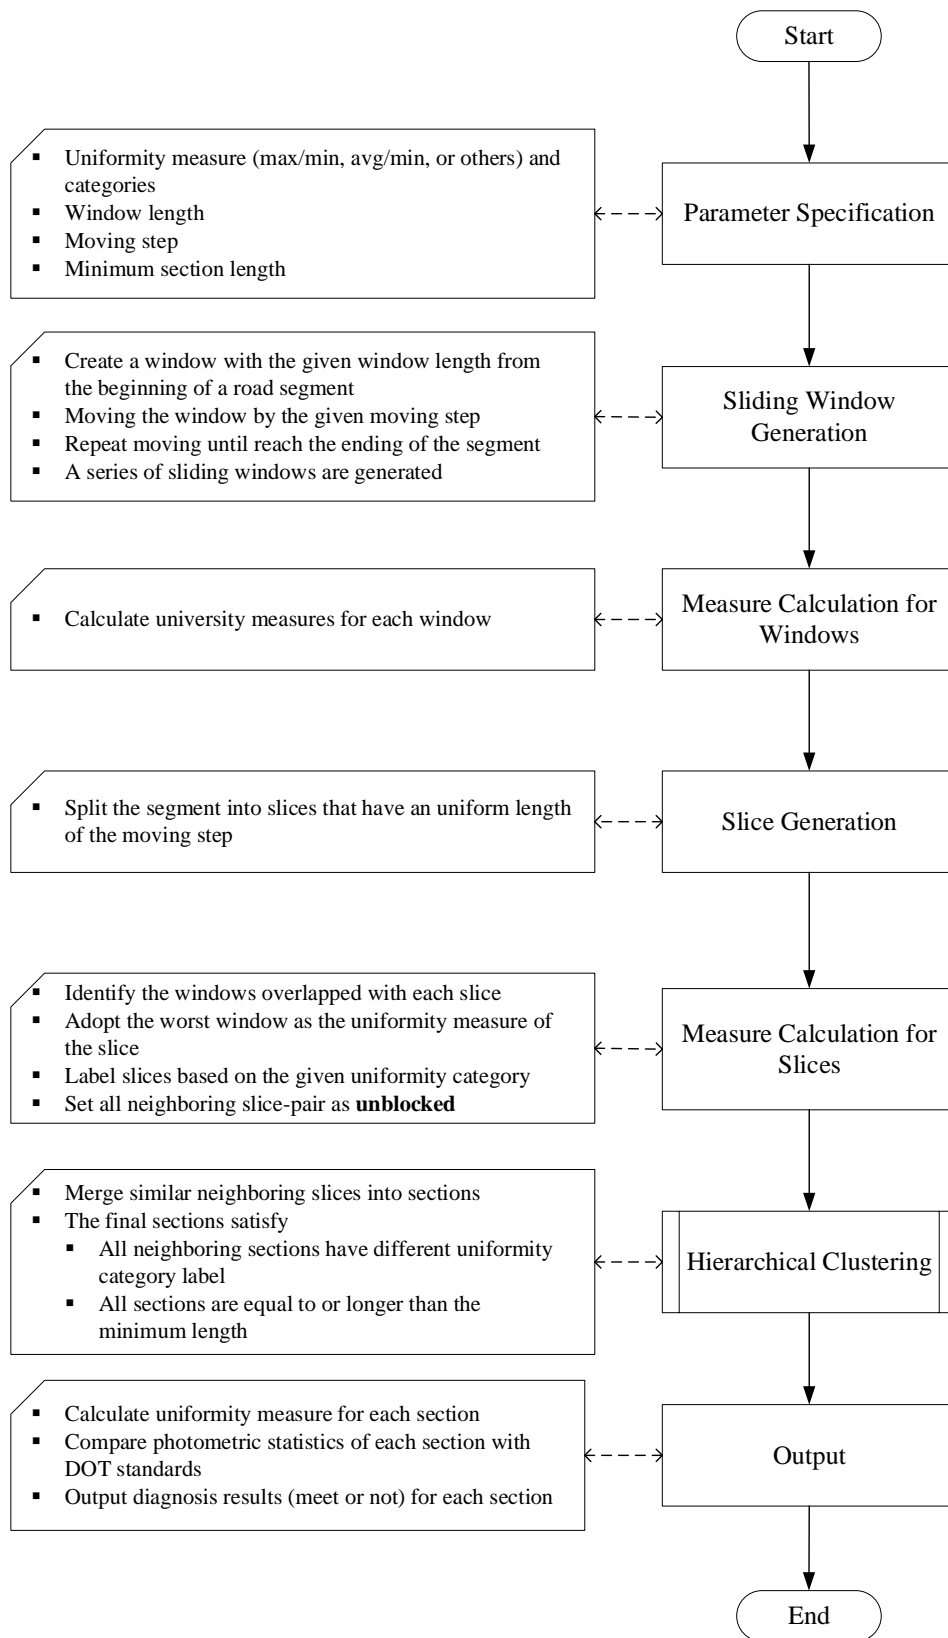 Start
▪ Uniformity measure (max/min, avg/min, or others) and
categories
▪ Window length
▪ Moving step
▪ Minimum section length
Parameter Specification
▪ Create a window with the given window length from
the beginning of a road segment
▪ Moving the window by the given moving step
▪ Repeat moving until reach the ending of the segment
▪ A series of sliding windows are generated
Sliding Window
Generation
▪ Calculate university measures for each window
Measure Calculation for
Windows
▪ Split the segment into slices that have an uniform length
of the moving step
Slice Generation
▪ Identify the windows overlapped with each slice
▪ Adopt the worst window as the uniformity measure of
the slice
▪ Label slices based on the given uniformity category
▪ Set all neighboring slice-pair as unblocked
Measure Calculation for
Slices
▪ Merge similar neighboring slices into sections
▪ The final sections satisfy
▪ All neighboring sections have different uniformity
category label
▪ All sections are equal to or longer than the
minimum length
Hierarchical Clustering
▪ Calculate uniformity measure for each section
▪ Compare photometric statistics of each section with
DOT standards
▪ Output diagnosis results (meet or not) for each section
Output
End